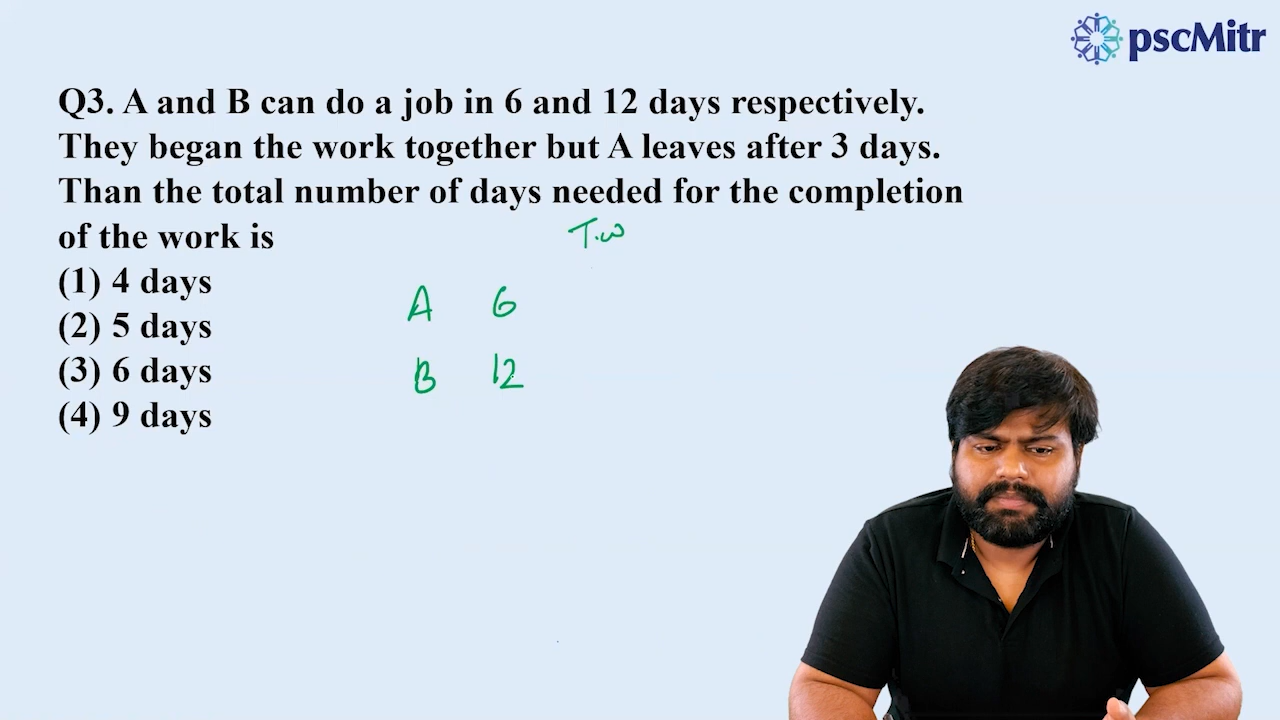 pscMitr
Q3. A and B can do a job in 6 and 12 days respectively.
They began the work together but A leaves after 3 days.
Than the total number of days needed for the completion
of the work is
T.w
(1) 4 days
A 6
(2) 5 days
(3) 6 days
B 12
(4) 9 days